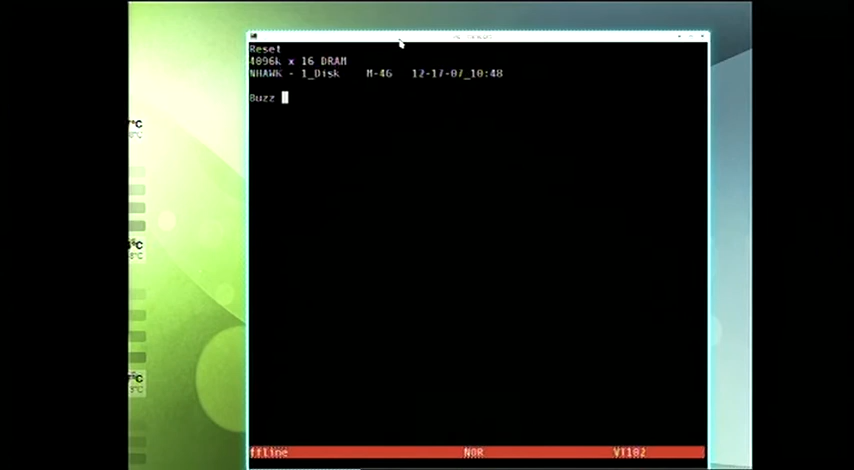 Reset
4096k x 16 DRAM
NHAWK - 1_Disk M-46 12-17-07_10:48
Buzz
ffline NOR VT102